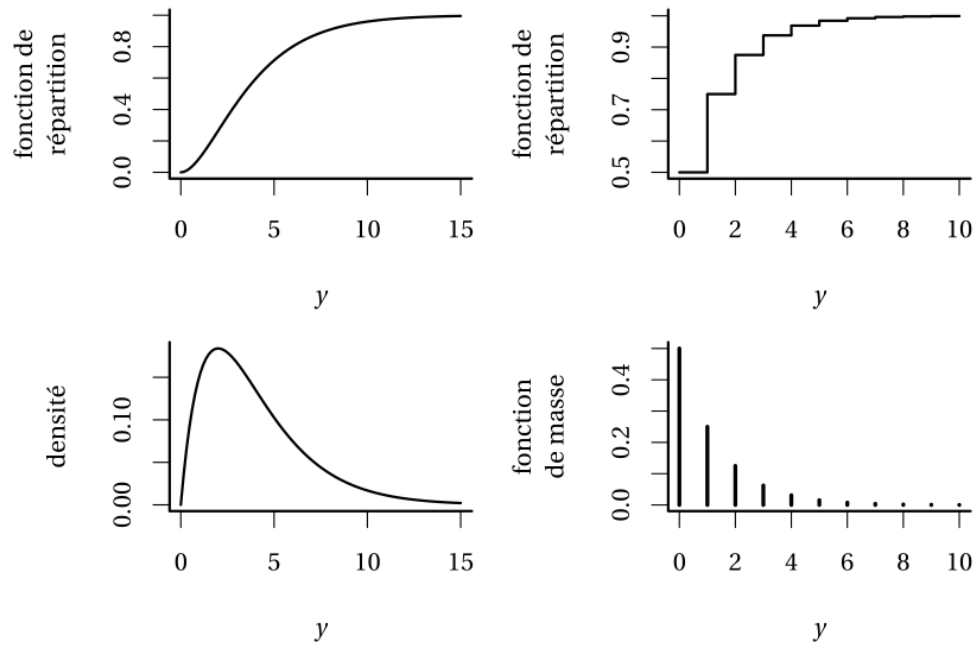 fonction de
répartition
0.0 0.4 0.8
0 5 10 15
y
fonction de
répartition
0.5 0.7 0.9
0 2 4 6 8 10
y
densité
0.00 0.10
0 5 10 15
y
fonction
de masse
0.0 0.2 0.4
0 2 4 6 8 10
y